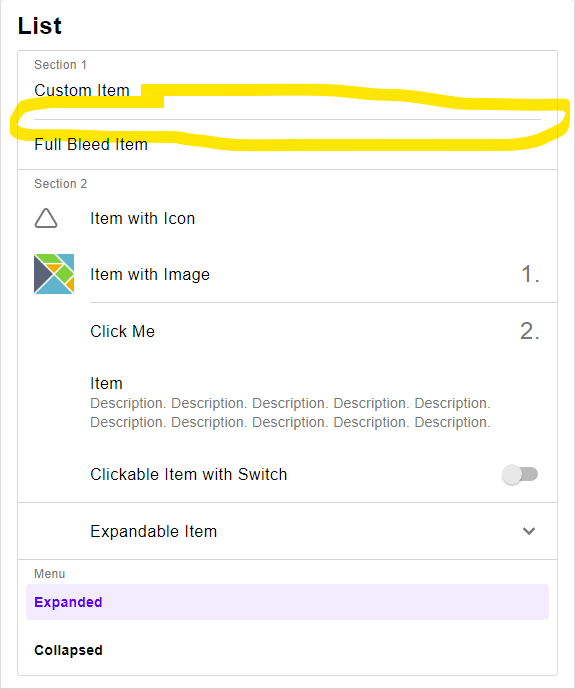 List
Section 1
Custom Item
Full Bleed Item
Section 2
Item with Icon
Item with Image 1.
Click Me 2.
Item
Description. Description. Description. Description. Description.
Description. Description. Description. Description. Description.
Clickable Item with Switch
Expandable Item
Menu
Expanded
Collapsed